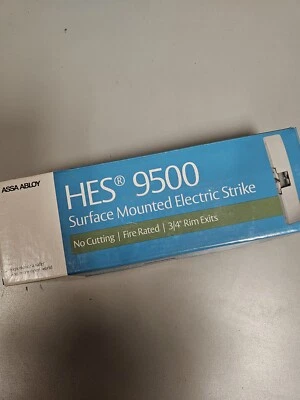 ASSA ABLOY
HES® 9500
Surface Mounted Electric Strike
No Cutting | Fire Rated | 3/4" Rim Exits